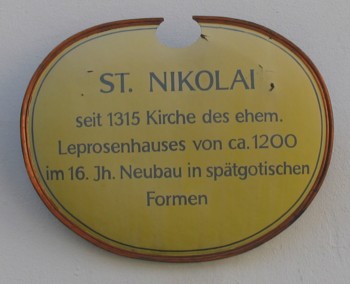 ST. NIKOLAI
seit 1315 Kirche des ehem.
Leprosenhauses von ca. 1200
im 16. Jh. Neubau in spätgotischen
Formen